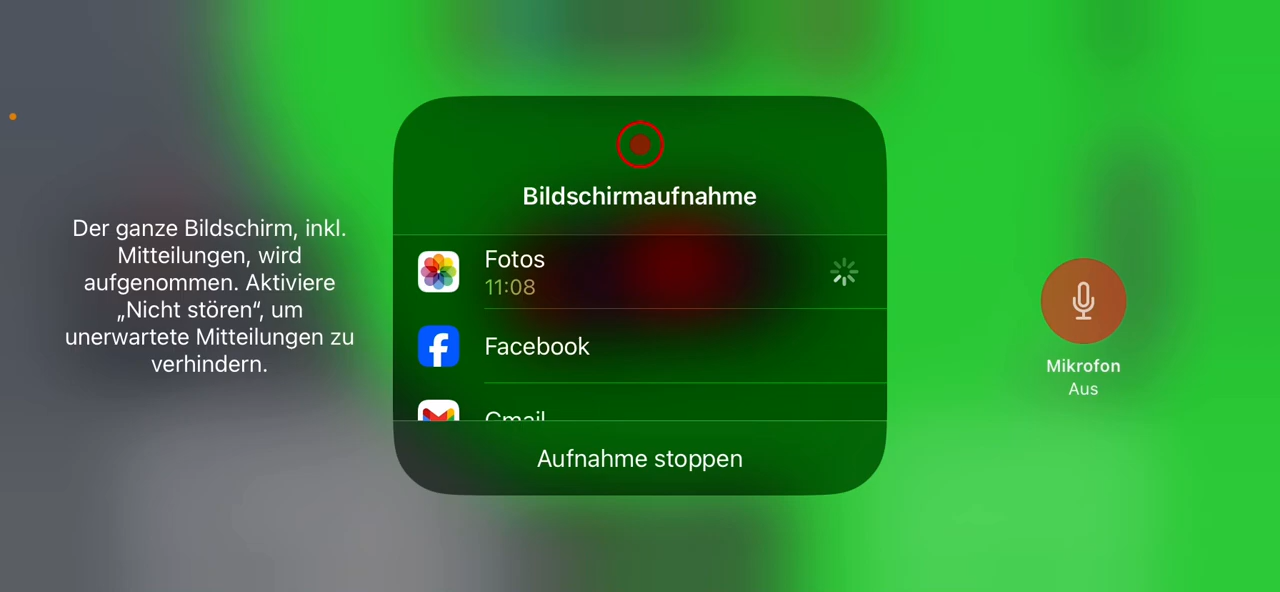 Der ganze Bildschirm, inkl.
Mitteilungen, wird
aufgenommen. Aktiviere
„Nicht stören“, um
unerwartete Mitteilungen zu
verhindern.
Bildschirmaufnahme
Fotos
11:08
Facebook
Gmail
Aufnahme stoppen
Mikrofon
Aus